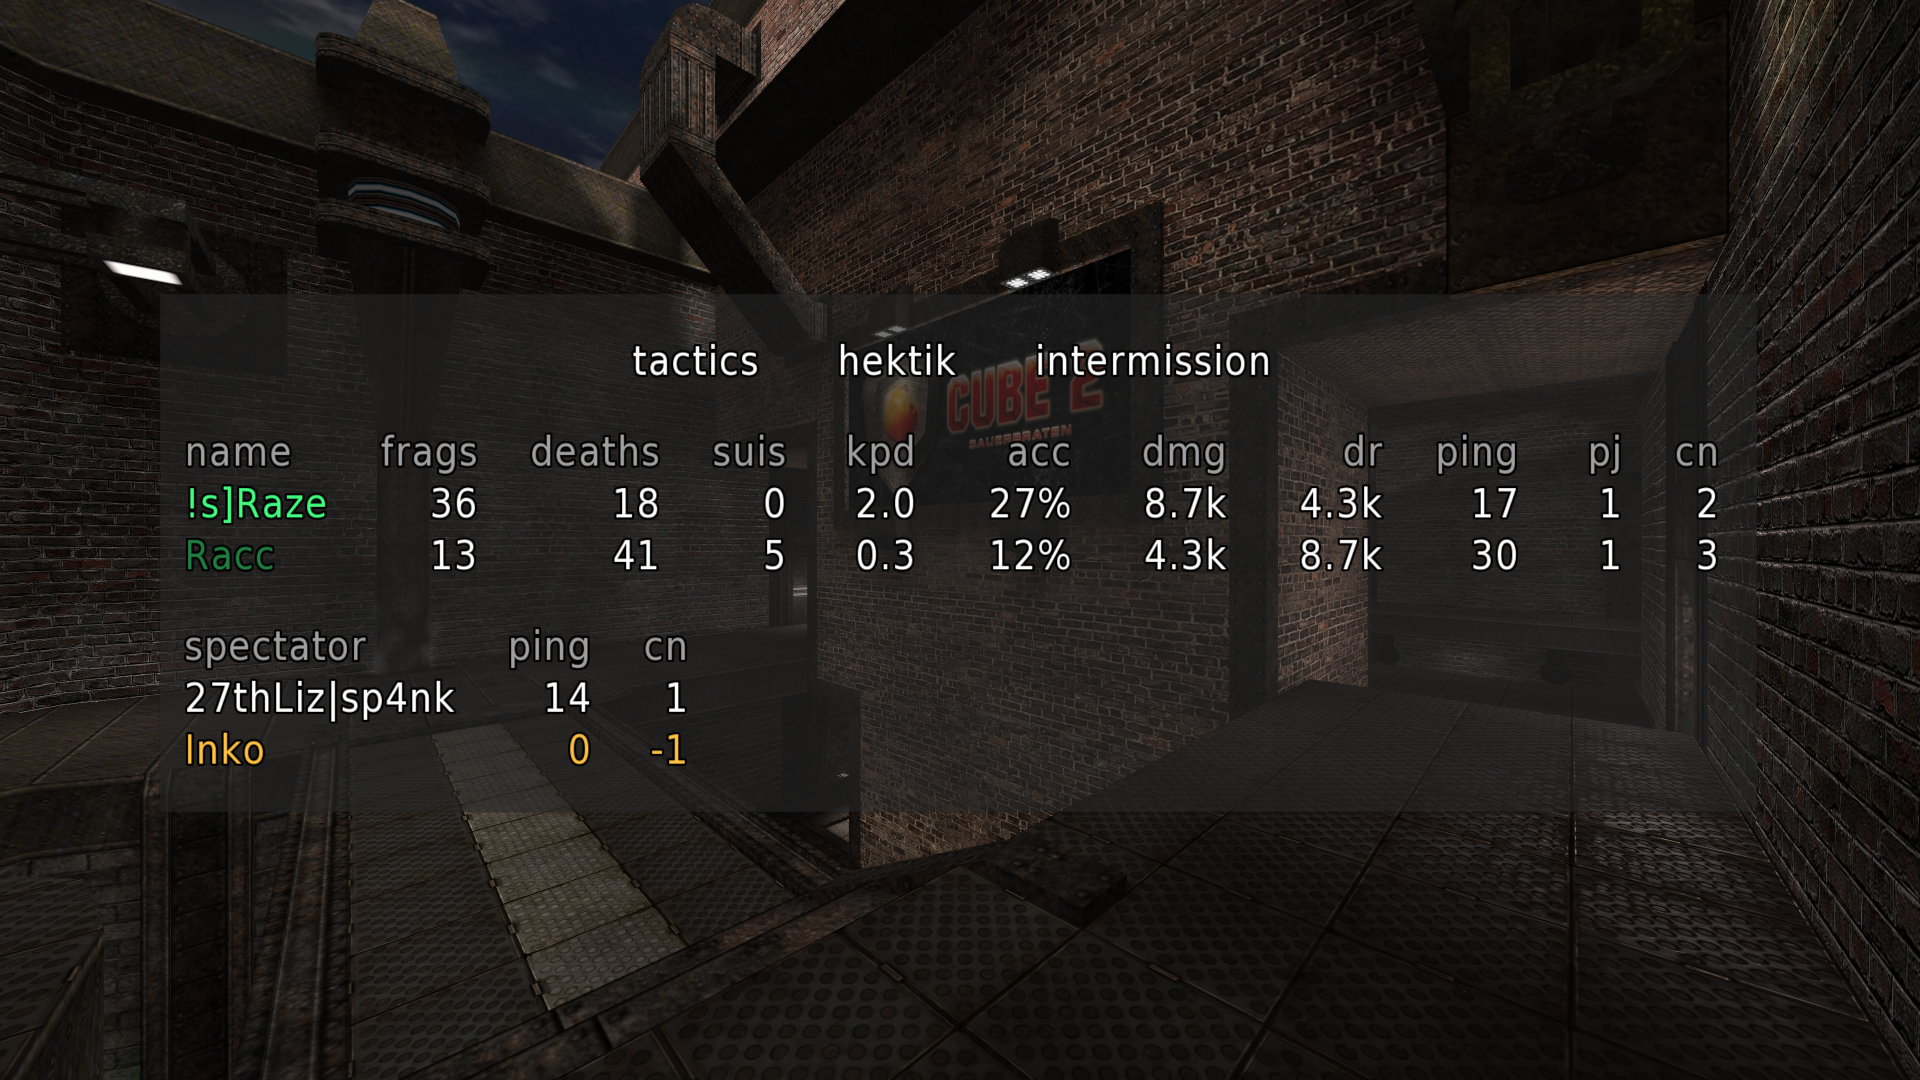 tactics hektik intermission
CUBE 2
SAUERBRATEN
name frags deaths suis kpd acc dmg dr ping pj cn
!s]Raze 36 18 0 2.0 27% 8.7k 4.3k 17 1 2
Racc 13 41 5 0.3 12% 4.3k 8.7k 30 1 3
spectator ping cn
27thLiz|sp4nk 14 1
Inko 0 -1